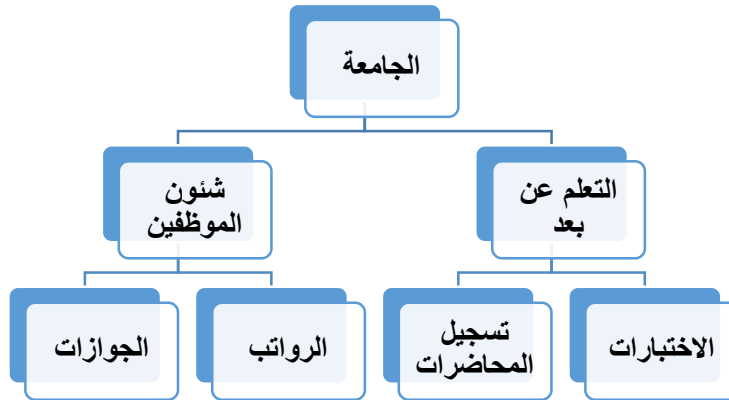 الجامعة
التعلم عن
بعد
شئون
الموظفين
الاختبارات
تسجيل
المحاضرات
الرواتب
الجوازات